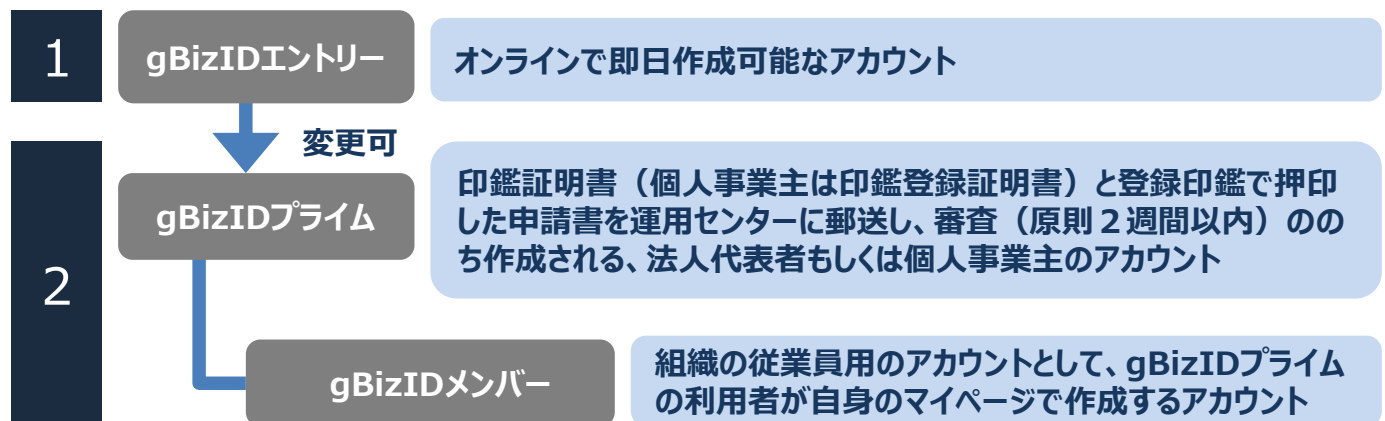 1
gBizIDエントリー
オンラインで即日作成可能なアカウント
変更可
2
gBizIDプライム
印鑑証明書（個人事業主は印鑑登録証明書）と登録印鑑で押印
した申請書を運用センターに郵送し、審査（原則２週間以内）のの
ち作成される、法人代表者もしくは個人事業主のアカウント
gBizIDメンバー
組織の従業員用のアカウントとして、gBizIDプライム
の利用者が自身のマイページで作成するアカウント